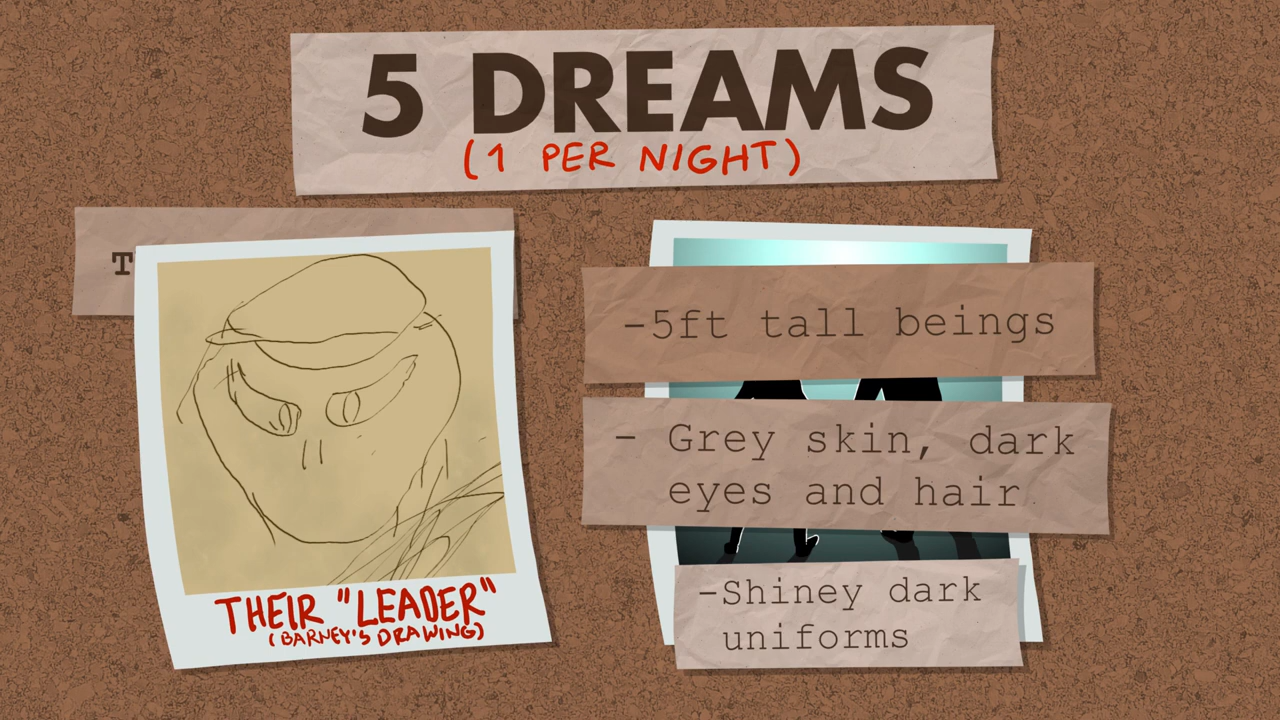 5 DREAMS
(1 PER NIGHT)
T
THEIR "LEADER"
(BARNEY'S DRAWING)
-5ft tall beings
- Grey skin, dark
eyes and hair
-Shiney dark
uniforms